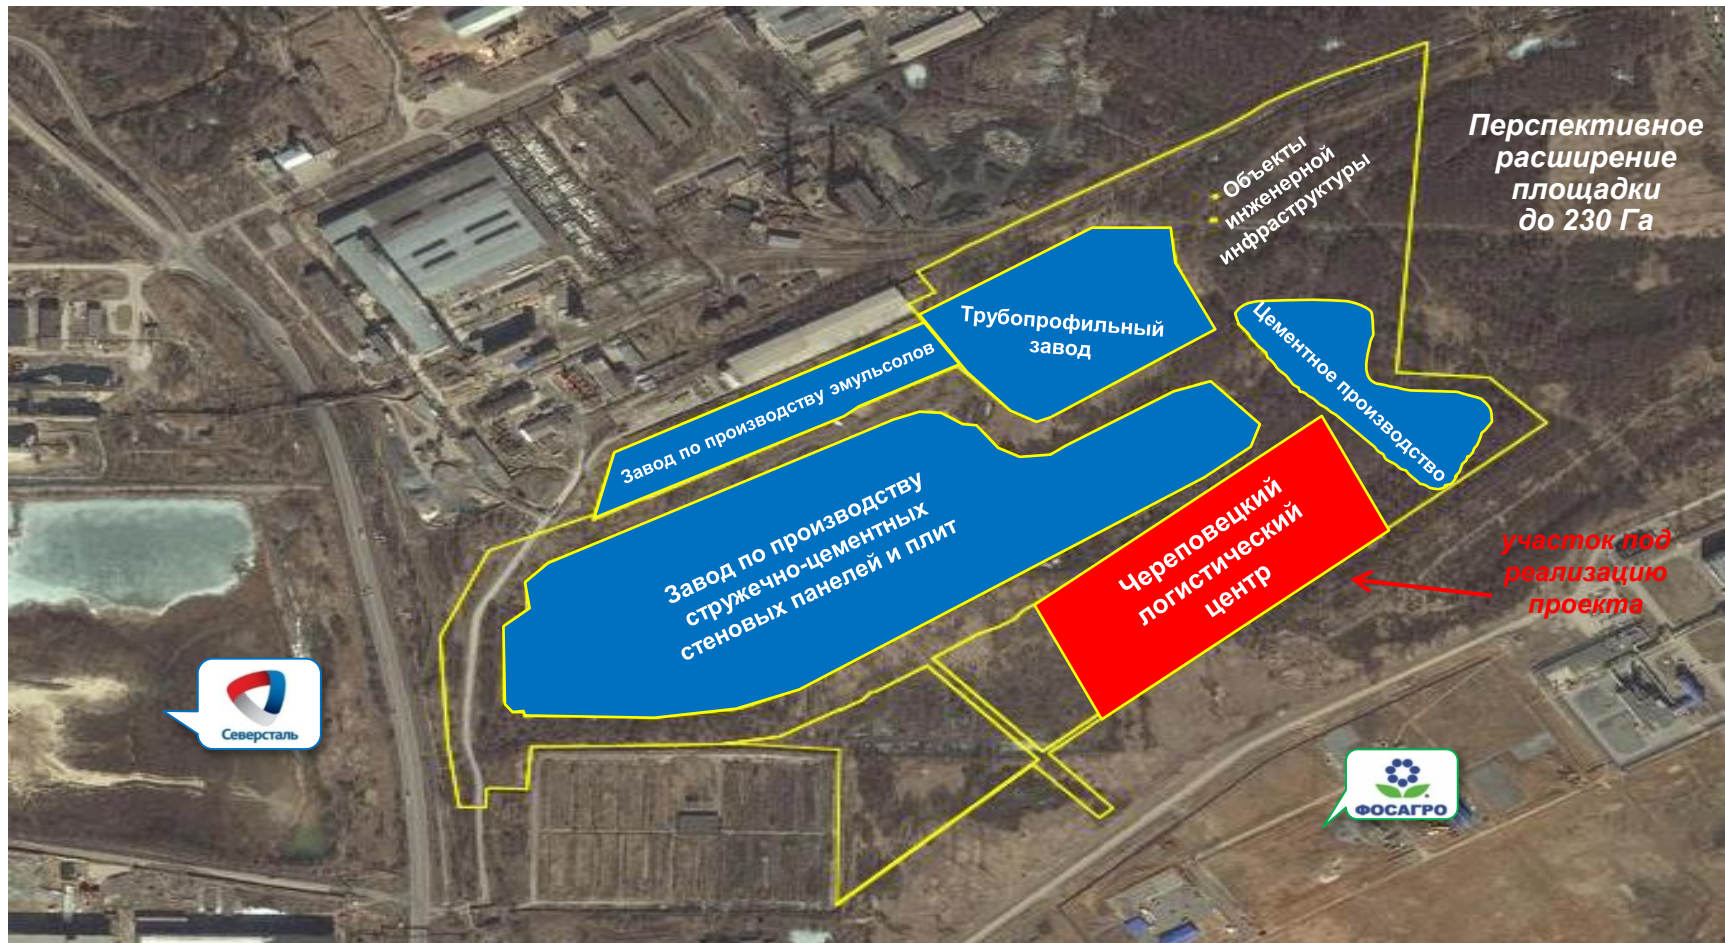 Перспективное
расширение
площадки
до 230 Га
Объекты
инженерной
инфраструктуры
Трубопрофильный
завод
Цементное производство
Завод по производству эмульсолов
Завод по производству
стружечно-цементных
стеновых панелей и плит
Череповецкий
логистический
центр
участок под
реализацию
проекта
Северсталь
ФОСАГРО